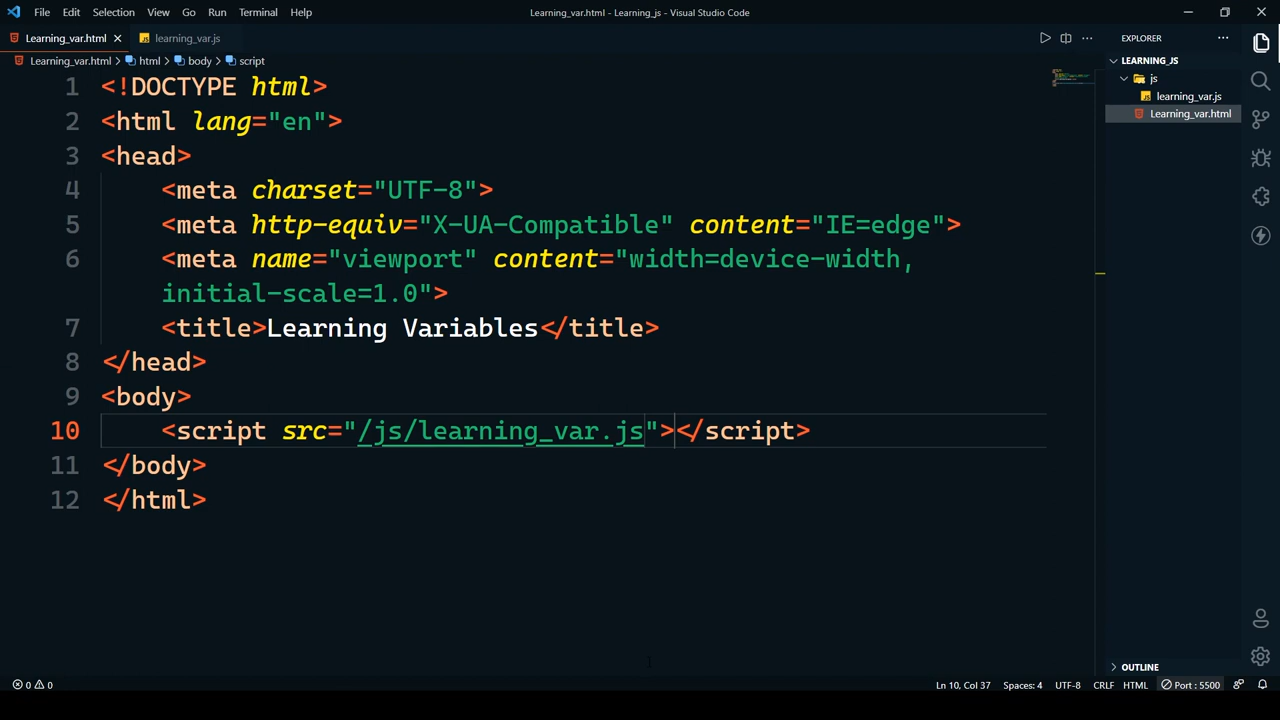 File Edit Selection View Go Run Terminal Help
Learning_var.html - Learning_js - Visual Studio Code
Learning_var.html
JS learning_var.js
Learning_var.html > html > body > script
1 <!DOCTYPE html>
2 <html lang="en">
3 <head>
4 <meta charset="UTF-8">
5 <meta http-equiv="X-UA-Compatible" content="IE=edge">
6 <meta name="viewport" content="width=device-width,
initial-scale=1.0">
7 <title>Learning Variables</title>
8 </head>
9 <body>
10 <script src="/js/learning_var.js"></script>
11 </body>
12 </html>
EXPLORER
LEARNING_JS
js
JS learning_var.js
Learning_var.html
OUTLINE
0 0
Ln 10, Col 37 Spaces: 4 UTF-8 CRLF HTML Port : 5500